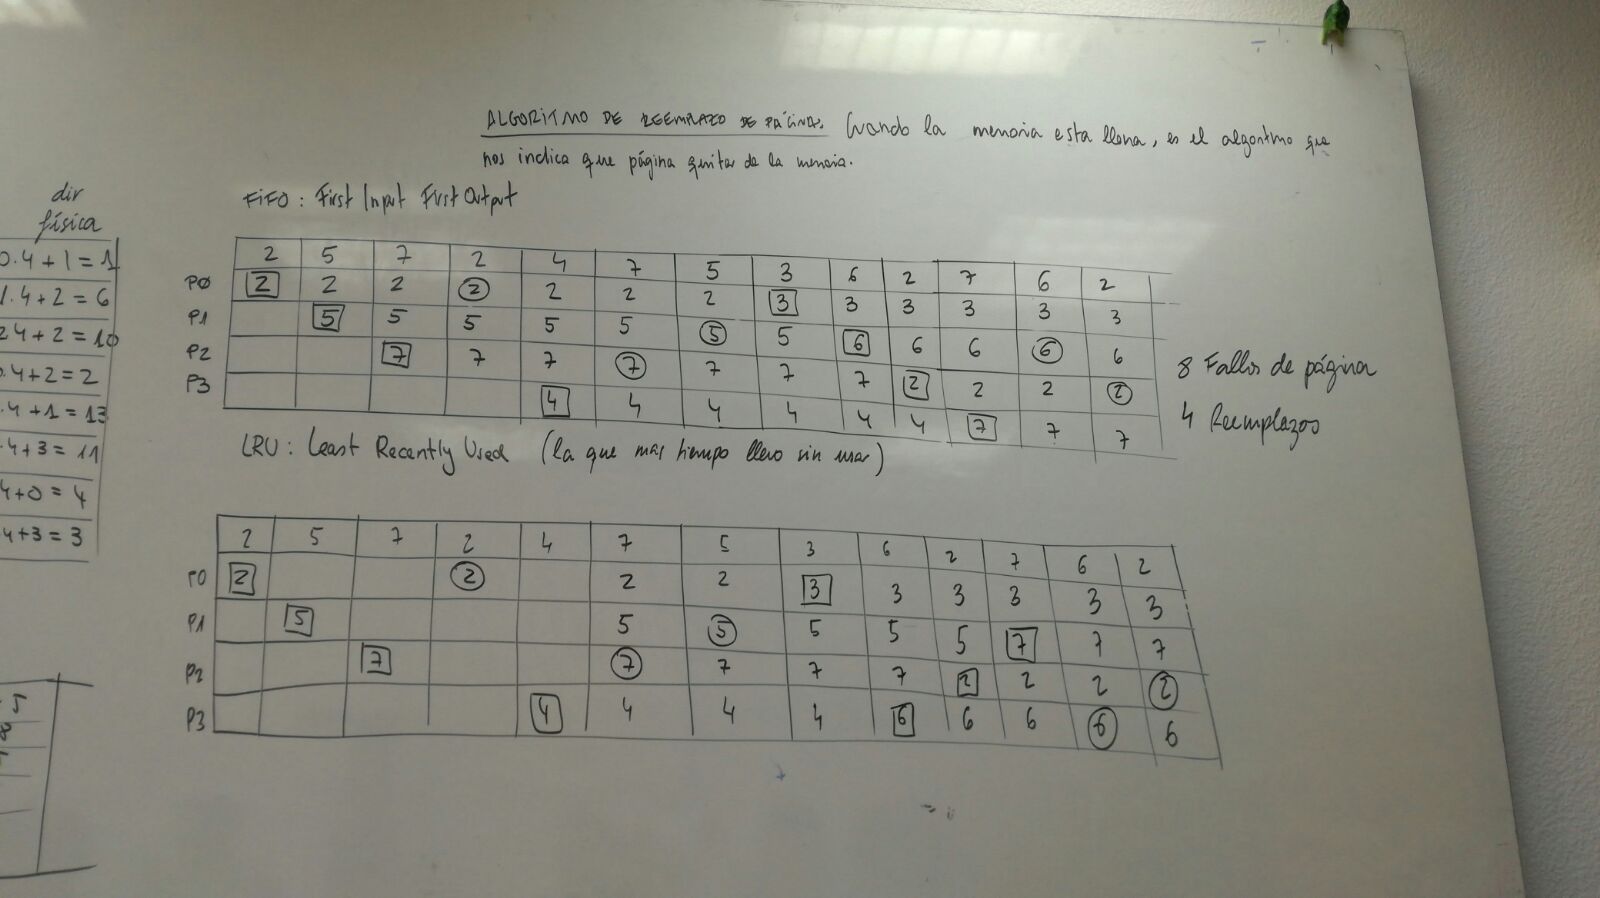 ALGORITMO DE REEMPLAZO DE PÁGINAS. Cuando la memoria esta llena, es el algoritmo que
nos indica que página quitar de la memoria.
dir
física
0.4+1=1
1.4+2=6
24+2=10
0.4+2=2
.4+1=13
.4+3=11
4+0=4
4+3=3
5
8
FiFO: First Input First Output
2 5 7 2 4 7 5 3 6 2 7 6 2
PØ 2 2 2 2 2 2 2 3 3 3 3 3 3
P1 5 5 5 5 5 5 5 6 6 6 6 6
P2 7 7 7 7 7 7 7 2 2 2 2
P3 4 4 4 4 4 4 7 7 7
8 Fallos de página
4 Reemplazos
LRU: Least Recently Used (la que mas tiempo lleva sin usar)
2 5 7 2 4 7 5 3 6 2 7 6 2
P0 2 2 2 2 3 3 3 3 3 3
P1 5 5 5 5 5 5 7 7 7
P2 7 7 7 7 7 2 2 2 2
P3 4 4 4 4 6 6 6 6 6